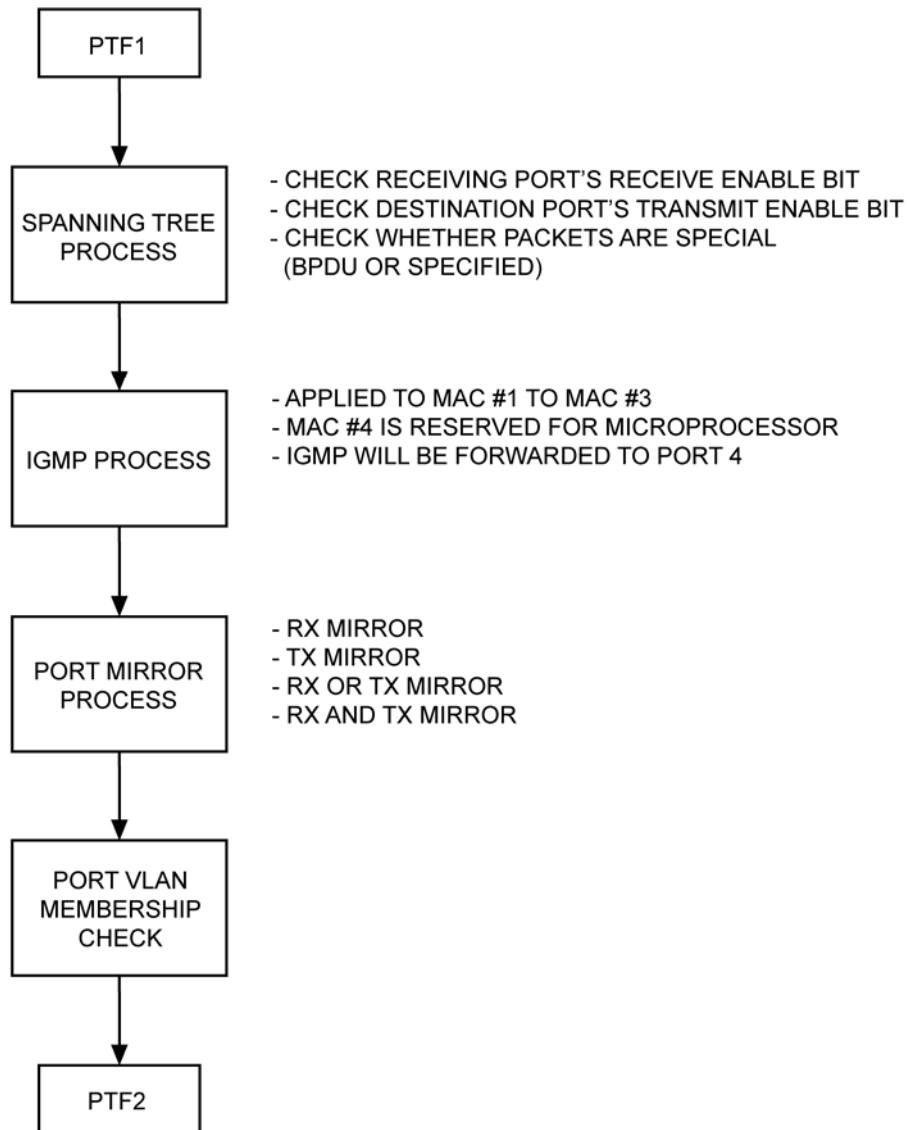 PTF1
SPANNING TREE
PROCESS
- CHECK RECEIVING PORT'S RECEIVE ENABLE BIT
- CHECK DESTINATION PORT'S TRANSMIT ENABLE BIT
- CHECK WHETHER PACKETS ARE SPECIAL
(BPDU OR SPECIFIED)
IGMP PROCESS
- APPLIED TO MAC #1 TO MAC #3
- MAC #4 IS RESERVED FOR MICROPROCESSOR
- IGMP WILL BE FORWARDED TO PORT 4
PORT MIRROR
PROCESS
- RX MIRROR
- TX MIRROR
- RX OR TX MIRROR
- RX AND TX MIRROR
PORT VLAN
MEMBERSHIP
CHECK
PTF2